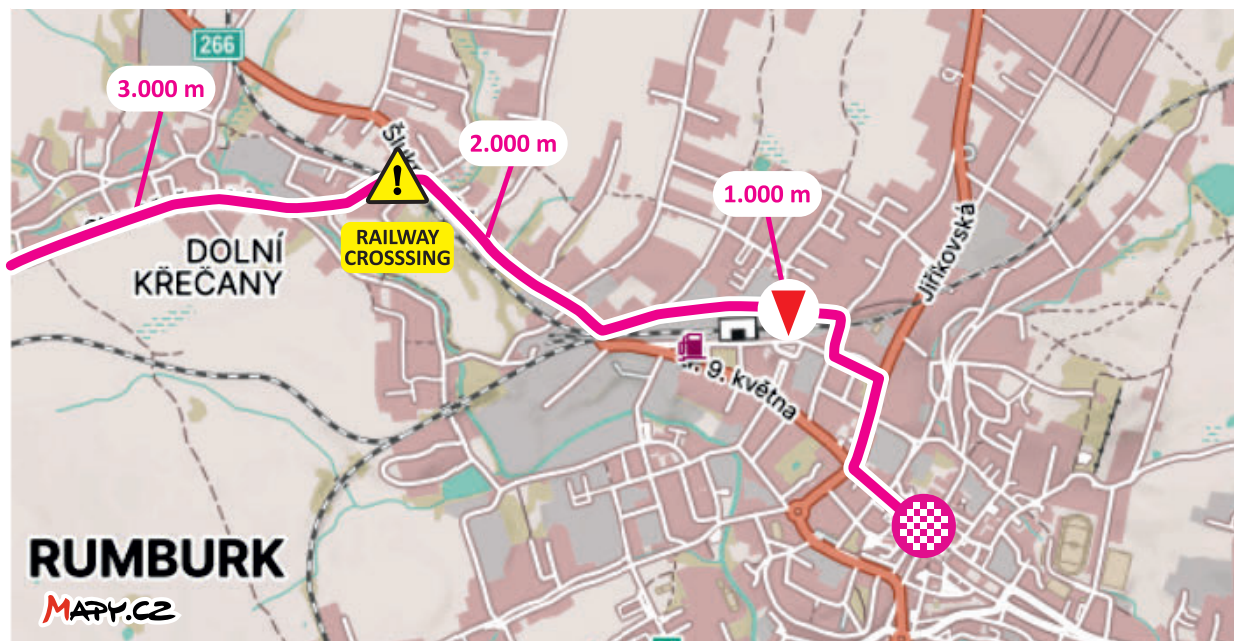 266
3.000 m
2.000 m
1.000 m
RAILWAY
CROSSSING
DOLNÍ
KŘEČANY
Jiříkovská
9. května
RUMBURK
MAPY.CZ